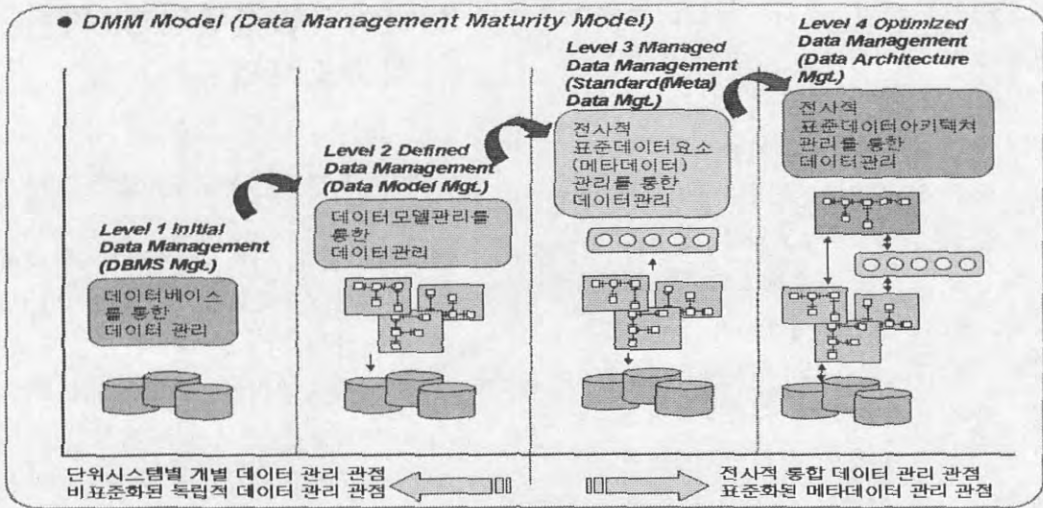 ● DMM Model (Data Management Maturity Model)
Level 1 Initial
Data Management
(DBMS Mgt.)
데이터베이스
를 통한
데이터 관리
Level 2 Defined
Data Management
(Data Model Mgt.)
데이터모델관리를
통한
데이터관리
Level 3 Managed
Data Management
(Standard(Meta)
Data Mgt.)
전사적
표준데이터요소
(메타데이터)
관리를 통한
데이터관리
Level 4 Optimized
Data Management
(Data Architecture
Mgt.)
전사적
표준데이터아키텍쳐
관리를 통한
데이터관리
단위시스템별 개별 데이터 관리 관점
비표준화된 독립적 데이터 관리 관점
전사적 통합 데이터 관리 관점
표준화된 메타데이터 관리 관점